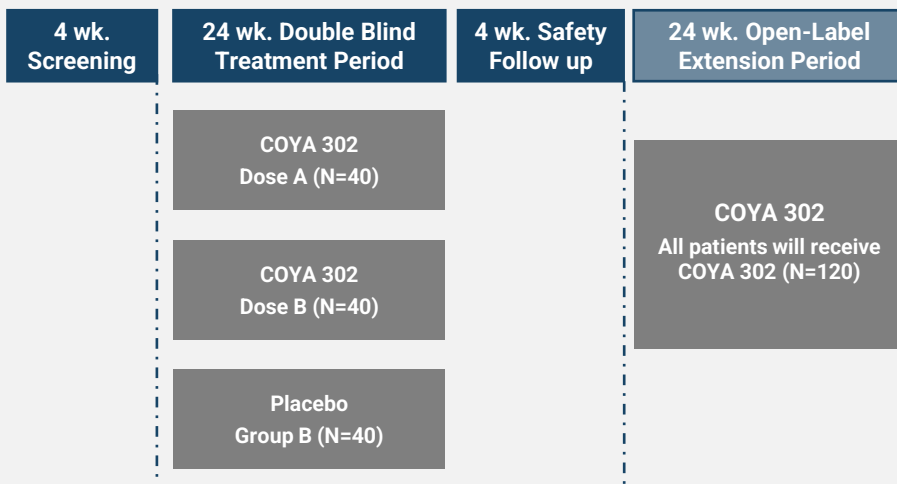 4 wk.
Screening
24 wk. Double Blind
Treatment Period
4 wk. Safety
Follow up
24 wk. Open-Label
Extension Period
COYA 302
Dose A (N=40)
COYA 302
Dose B (N=40)
Placebo
Group B (N=40)
COYA 302
All patients will receive
COYA 302 (N=120)